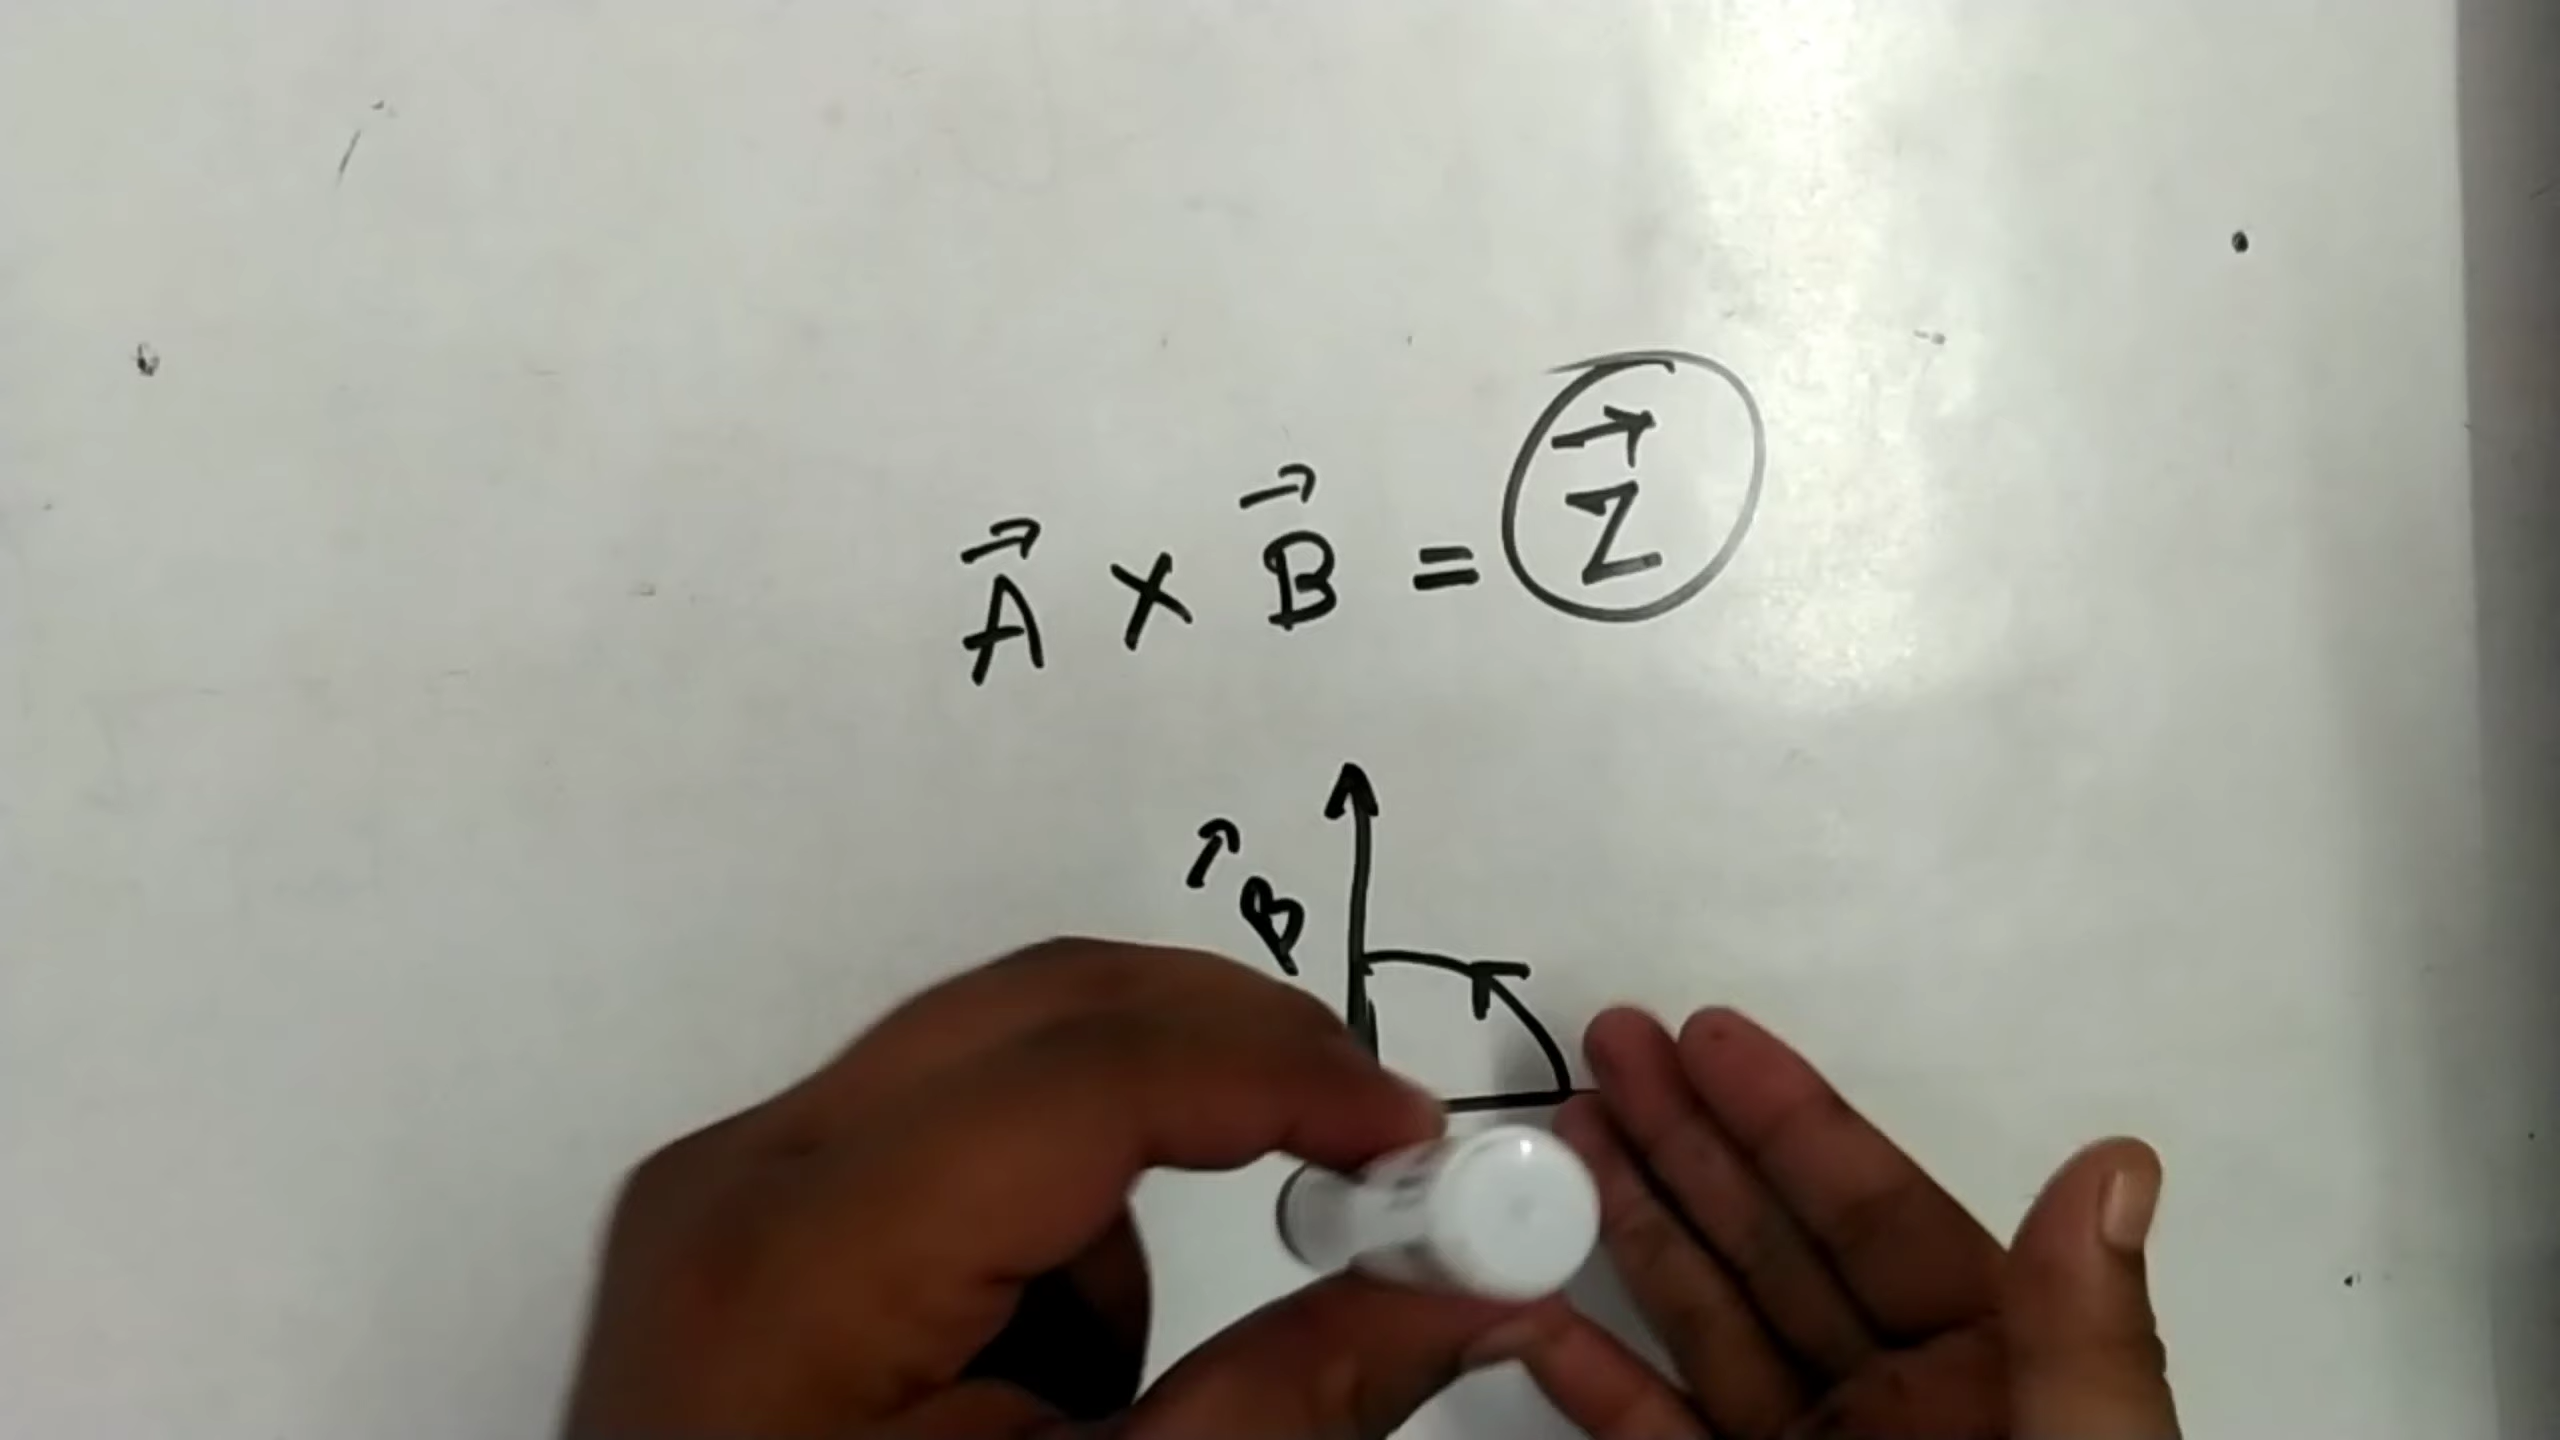 A⃗ × B⃗ = Z⃗
B⃗